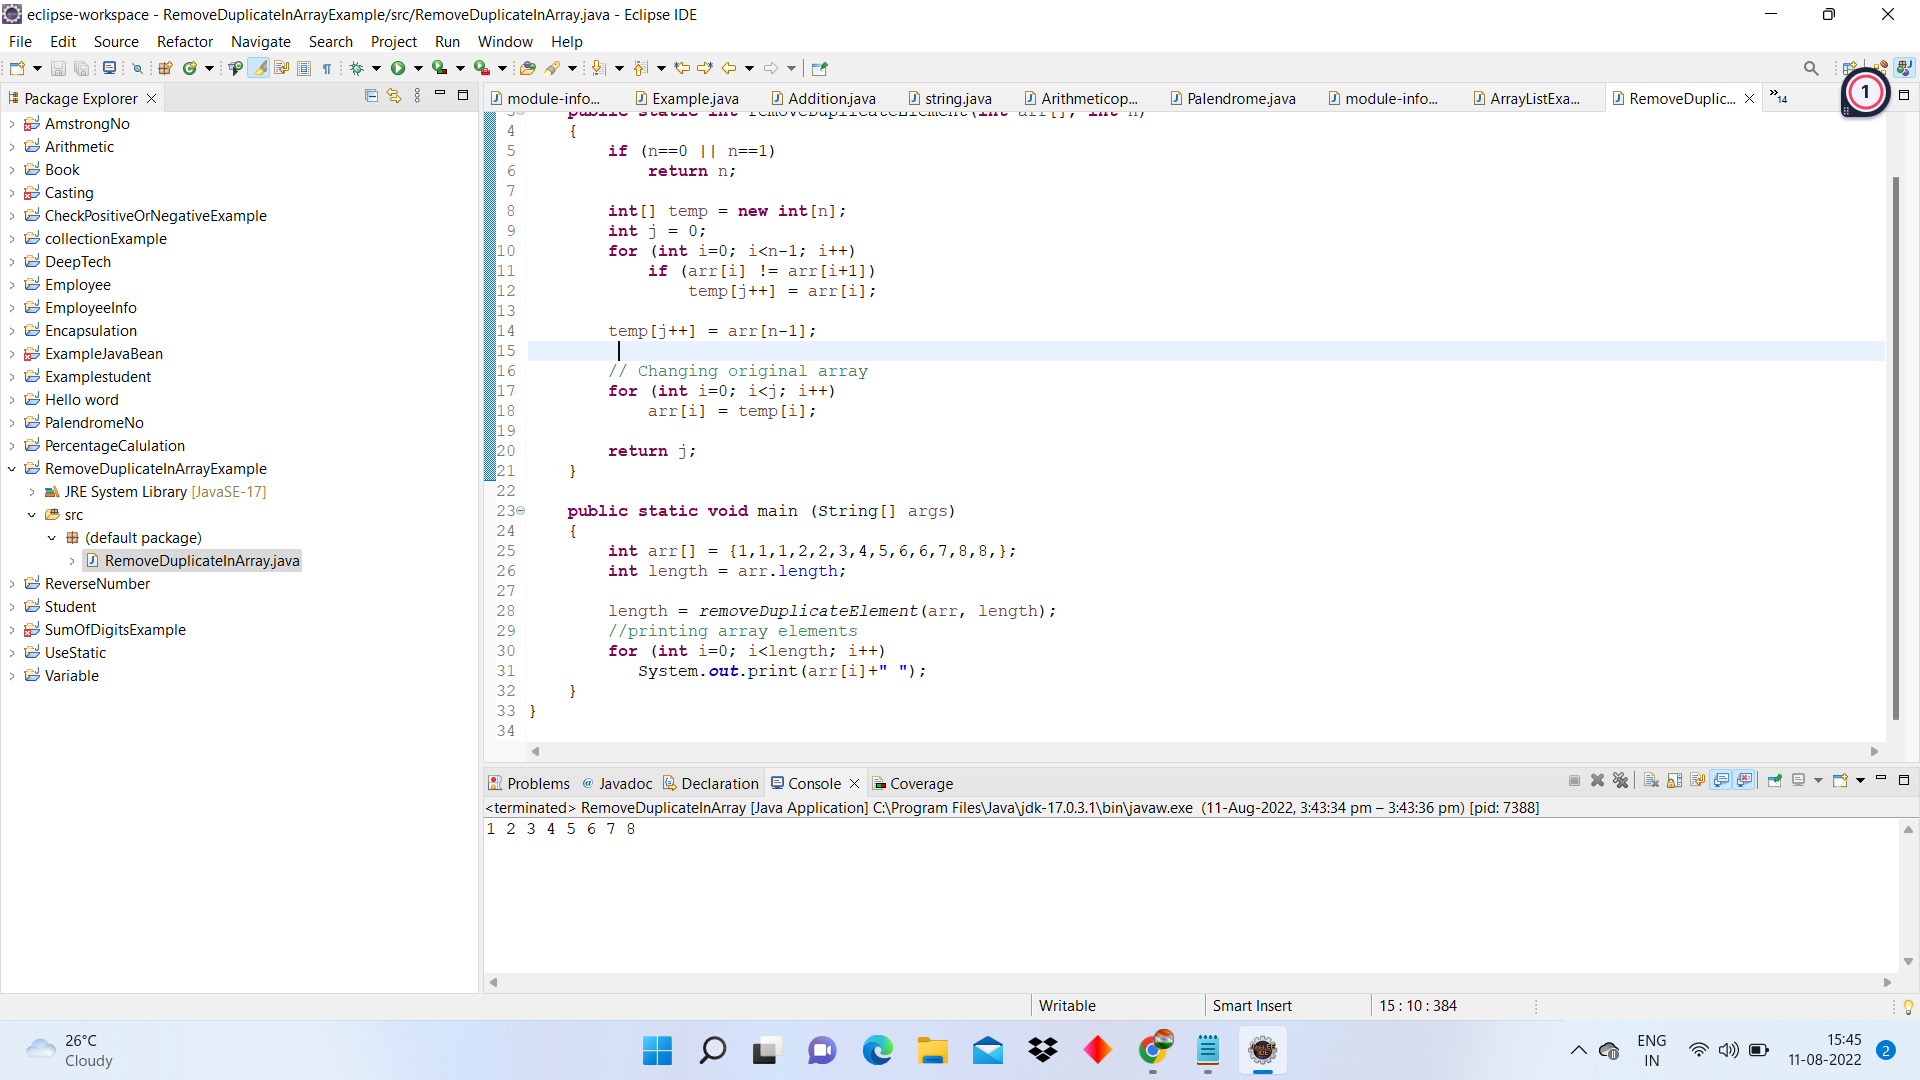 eclipse-workspace - RemoveDuplicateInArrayExample/src/RemoveDuplicateInArray.java - Eclipse IDE
File Edit Source Refactor Navigate Search Project Run Window Help
Package Explorer
module-info... Example.java Addition.java string.java Arithmeticop... Palendrome.java module-info... ArrayListExa... RemoveDuplic... »14
1
AmstrongNo
Arithmetic
Book
Casting
CheckPositiveOrNegativeExample
collectionExample
DeepTech
Employee
EmployeeInfo
Encapsulation
ExampleJavaBean
Examplestudent
Hello word
PalendromeNo
PercentageCalulation
RemoveDuplicateInArrayExample
JRE System Library [JavaSE-17]
src
(default package)
RemoveDuplicateInArray.java
ReverseNumber
Student
SumOfDigitsExample
UseStatic
Variable
3 public static int removeDuplicateElement(int arr[], int n)
4 {
5 if (n==0 || n==1)
6 return n;
7
8 int[] temp = new int[n];
9 int j = 0;
10 for (int i=0; i<n-1; i++)
11 if (arr[i] != arr[i+1])
12 temp[j++] = arr[i];
13
14 temp[j++] = arr[n-1];
15
16 // Changing original array
17 for (int i=0; i<j; i++)
18 arr[i] = temp[i];
19
20 return j;
21 }
22
23 public static void main (String[] args)
24 {
25 int arr[] = {1,1,1,2,2,3,4,5,6,6,7,8,8,};
26 int length = arr.length;
27
28 length = removeDuplicateElement(arr, length);
29 //printing array elements
30 for (int i=0; i<length; i++)
31 System.out.print(arr[i]+" ");
32 }
33 }
34
Problems Javadoc Declaration Console Coverage
<terminated> RemoveDuplicateInArray [Java Application] C:\Program Files\Java\jdk-17.0.3.1\bin\javaw.exe (11-Aug-2022, 3:43:34 pm – 3:43:36 pm) [pid: 7388]
1 2 3 4 5 6 7 8
Writable Smart Insert 15 : 10 : 384
26°C
Cloudy
ENG
IN
15:45
11-08-2022
2